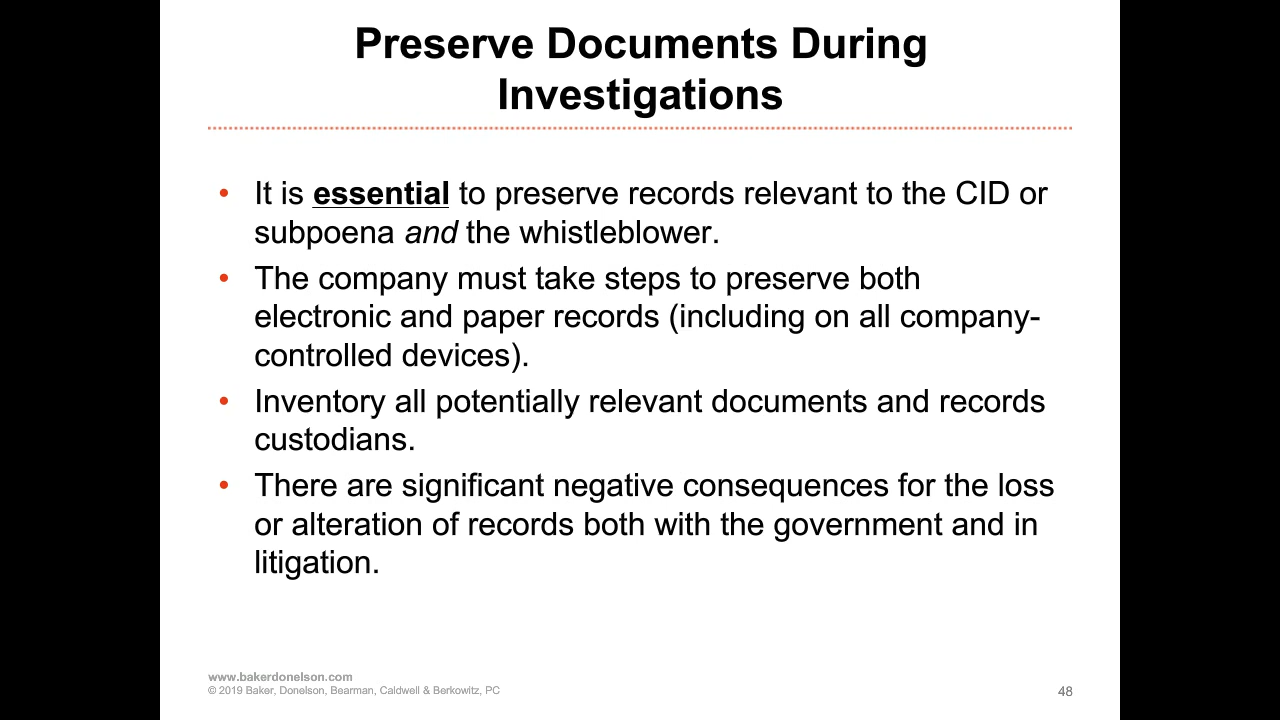 Preserve Documents During
Investigations
• It is essential to preserve records relevant to the CID or
subpoena and the whistleblower.
• The company must take steps to preserve both
electronic and paper records (including on all company-
controlled devices).
• Inventory all potentially relevant documents and records
custodians.
• There are significant negative consequences for the loss
or alteration of records both with the government and in
litigation.
www.bakerdonelson.com
© 2019 Baker, Donelson, Bearman, Caldwell & Berkowitz, PC
48